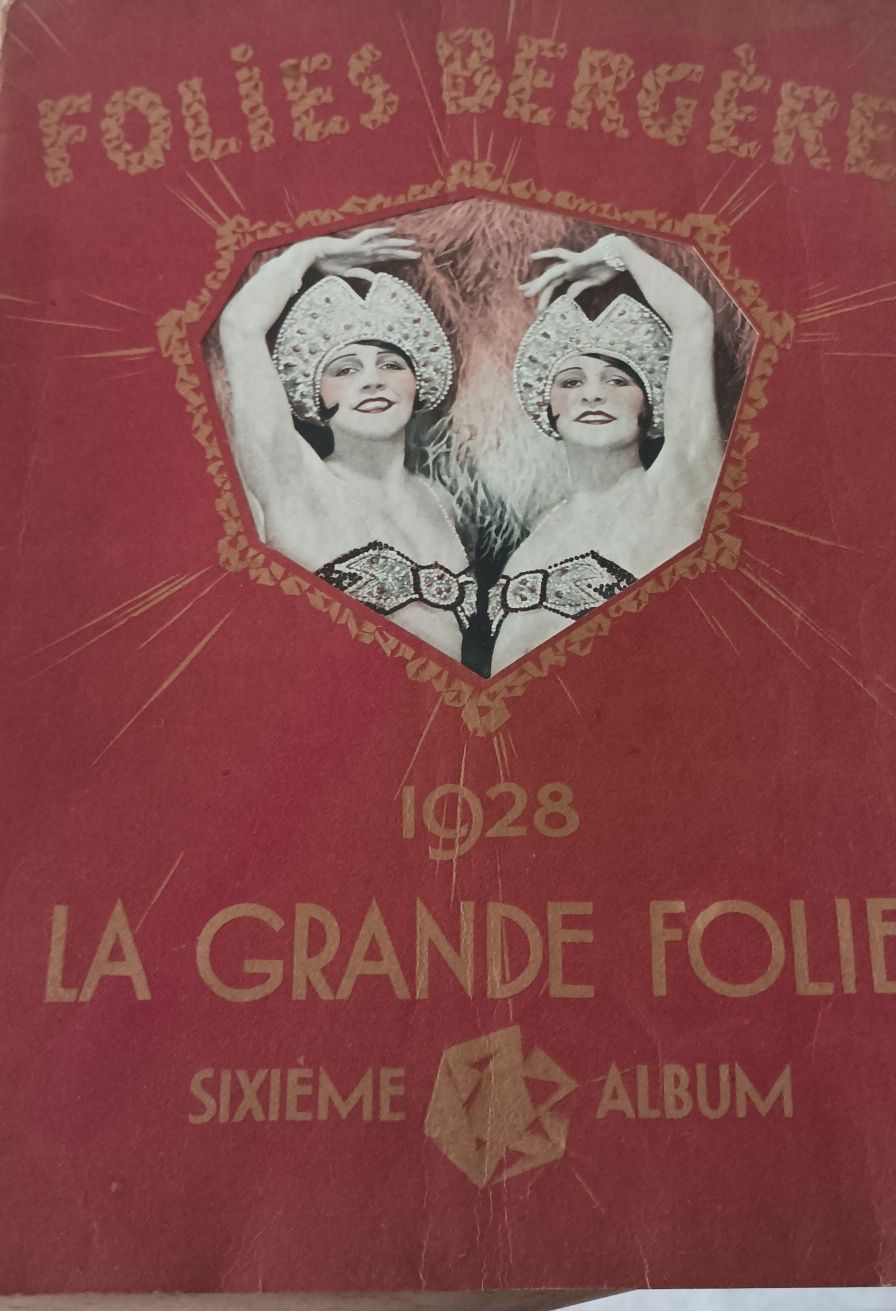 FOLiES BERGÈRE
1928
LA GRANDE FOLIE
SIXIÈME ALBUM